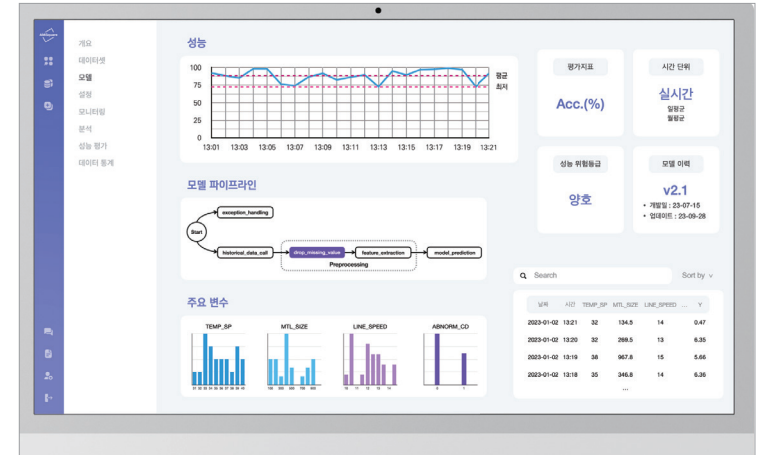 개요
데이터셋
모델
설정
모니터링
분석
성능 평가
데이터 통계
성능
100
75
50
25
0
평균
최저
13:01 13:03 13:05 13:07 13:09 13:11 13:13 13:15 13:17 13:19 13:21
모델 파이프라인
Start
exception_handling
historical_data_call
drop_missing_value
feature_extraction
model_prediction
Preprocessing
주요 변수
TEMP_SP
MTL_SIZE
LINE_SPEED
ABNORM_CD
평가지표
Acc.(%)
시간 단위
실시간
일평균
월평균
성능 위험등급
양호
모델 이력
v2.1
• 개발일 : 23-07-15
• 업데이트 : 23-09-28
Search
Sort by
날짜 시간 TEMP_SP MTL_SIZE LINE_SPEED ... Y
2023-01-02 13:21 32 134.5 14 0.47
2023-01-02 13:20 32 269.5 13 6.35
2023-01-02 13:19 38 967.8 15 5.66
2023-01-02 13:18 35 346.8 14 6.36
...